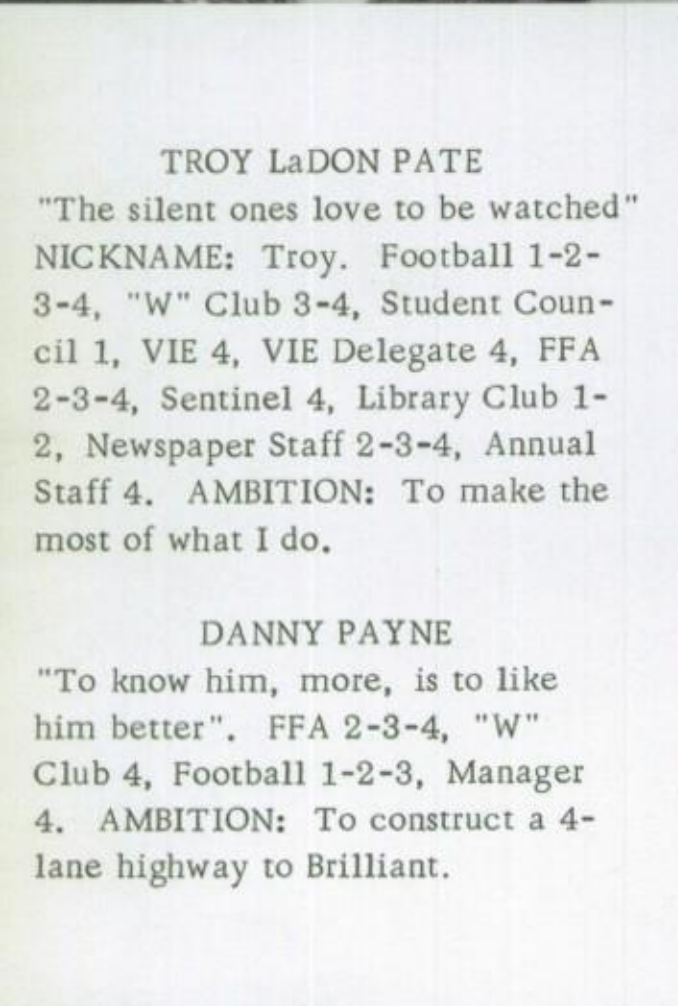 TROY LaDON PATE
"The silent ones love to be watched"
NICKNAME: Troy. Football 1-2-
3-4, "W" Club 3-4, Student Coun-
cil 1, VIE 4, VIE Delegate 4, FFA
2-3-4, Sentinel 4, Library Club 1-
2, Newspaper Staff 2-3-4, Annual
Staff 4. AMBITION: To make the
most of what I do.
DANNY PAYNE
"To know him, more, is to like
him better". FFA 2-3-4, "W"
Club 4, Football 1-2-3, Manager
4. AMBITION: To construct a 4-
lane highway to Brilliant.